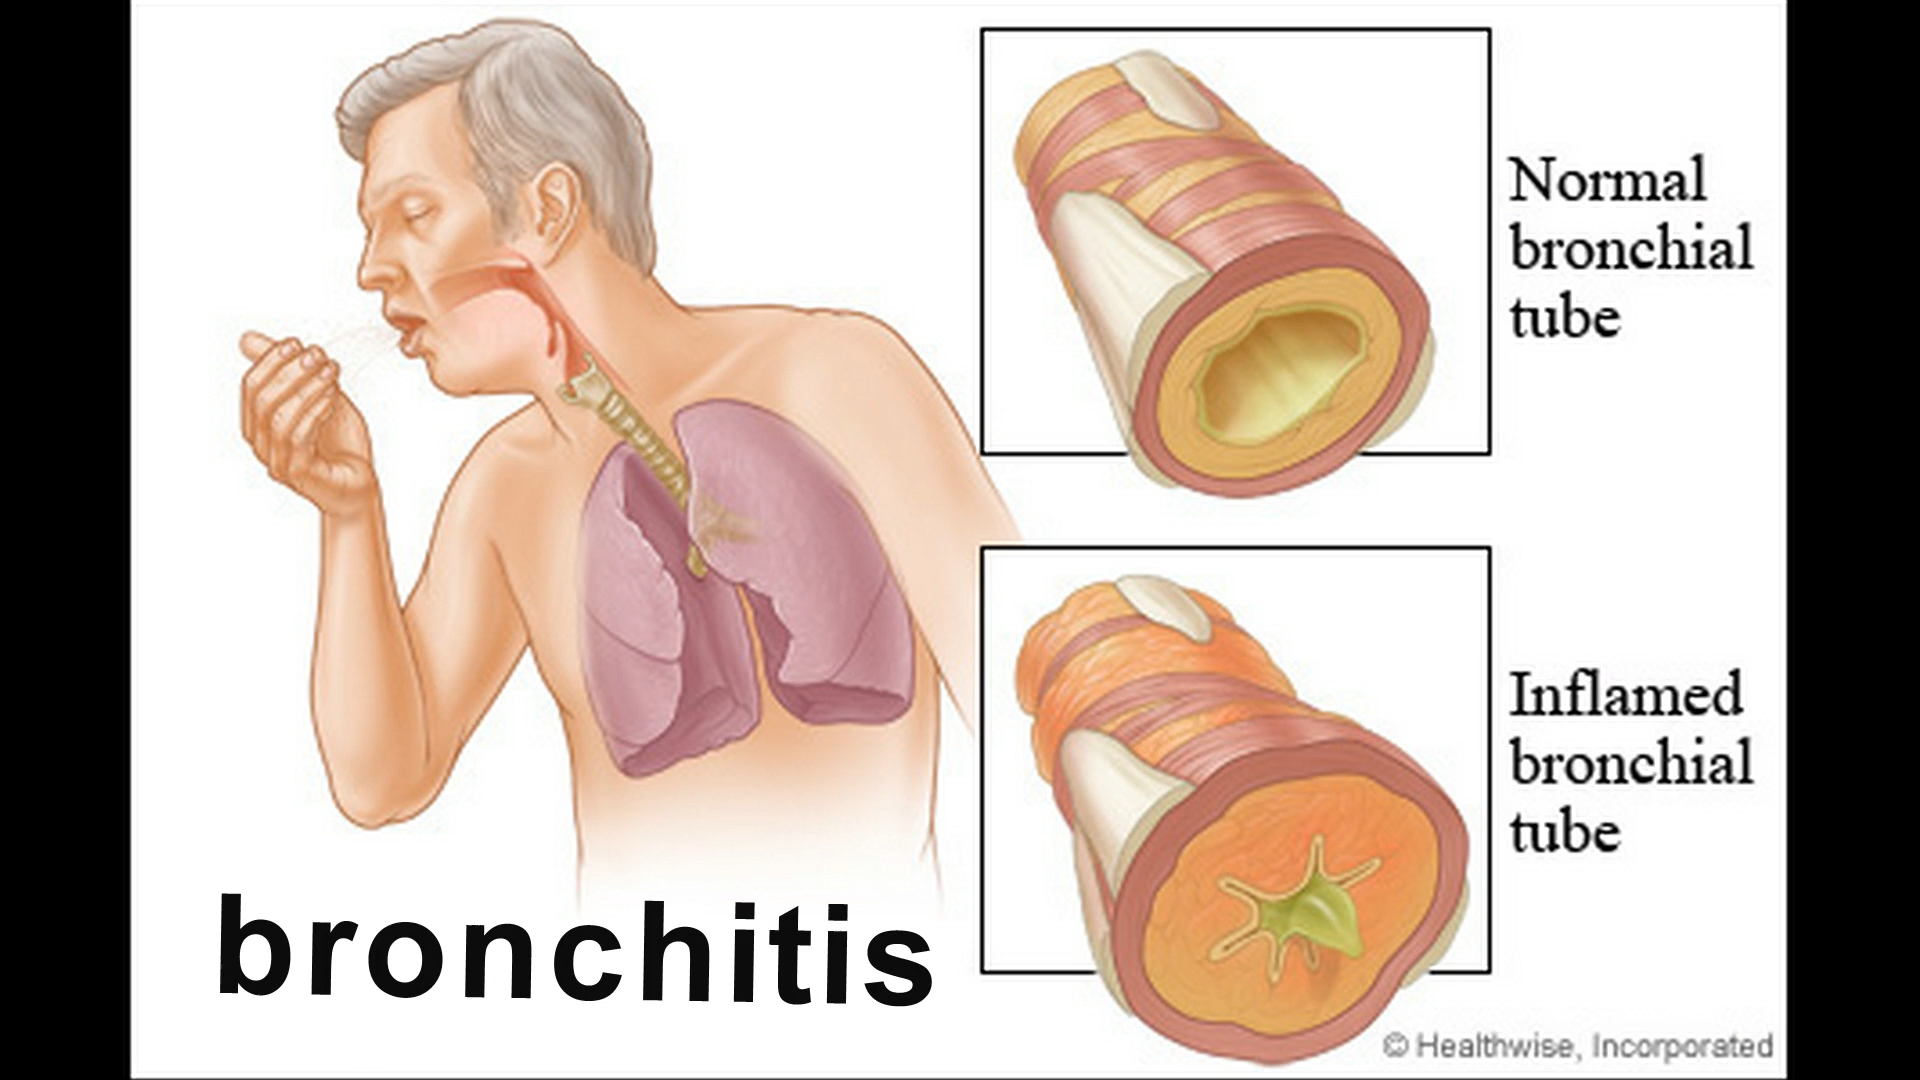 Normal
bronchial
tube
Inflamed
bronchial
tube
bronchitis
© Healthwise, Incorporated